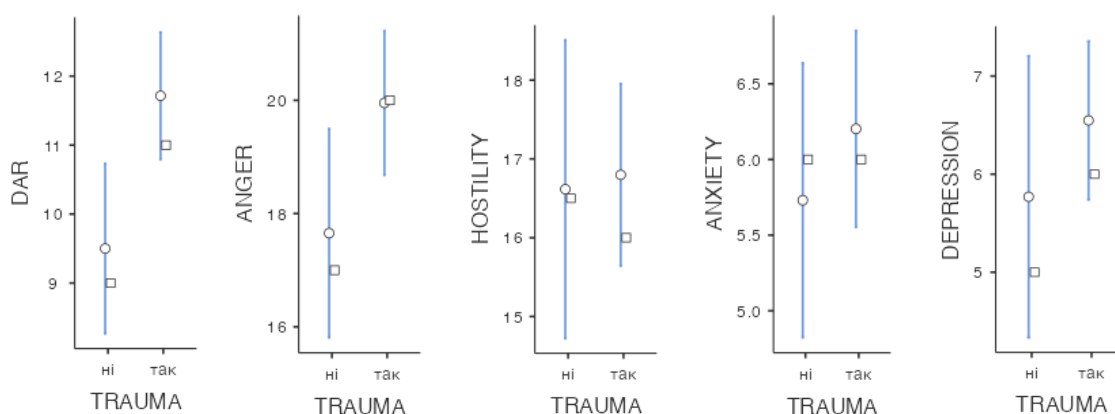 DAR
12
11
10
9
ні
так
TRAUMA
ANGER
20
18
16
ні
так
TRAUMA
HOSTILITY
18
17
16
15
ні
так
TRAUMA
ANXIETY
6.5
6.0
5.5
5.0
ні
так
TRAUMA
DEPRESSION
7
6
5
ні
так
TRAUMA